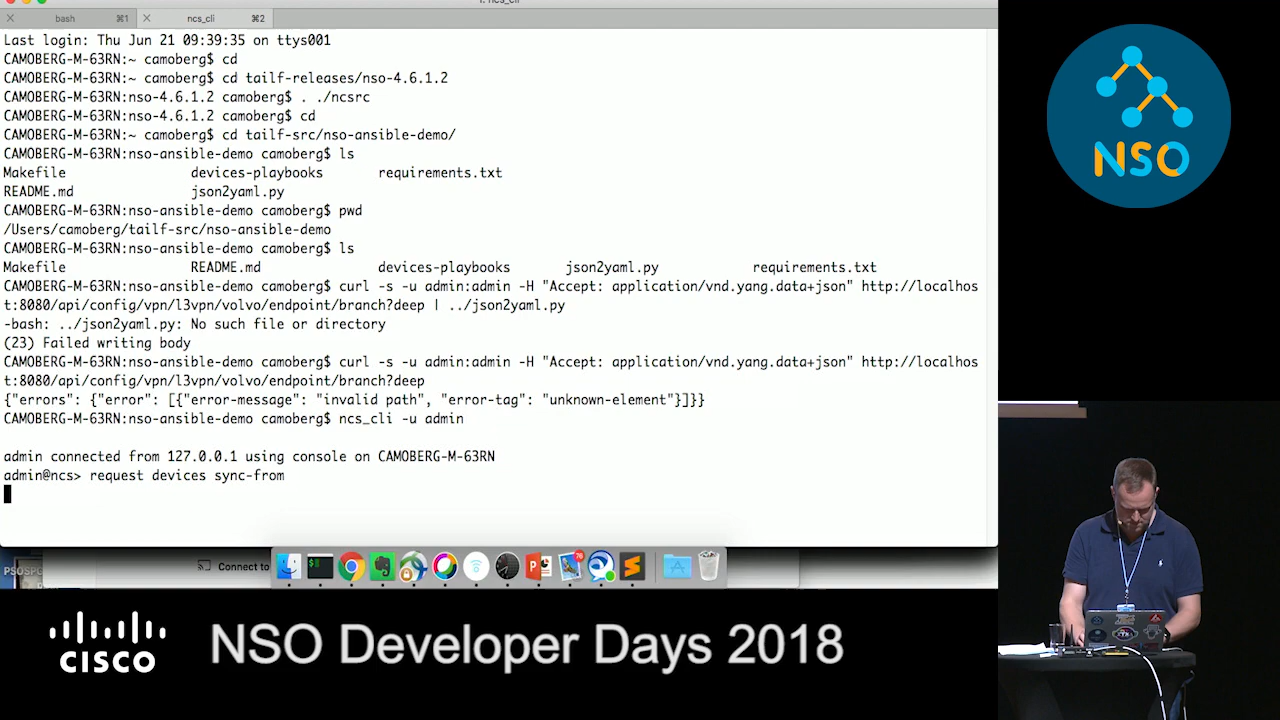 1. ncs_cli
bash ⌘1
ncs_cli ⌘2
Last login: Thu Jun 21 09:39:35 on ttys001
CAMOBERG-M-63RN:~ camoberg$ cd
CAMOBERG-M-63RN:~ camoberg$ cd tailf-releases/nso-4.6.1.2
CAMOBERG-M-63RN:nso-4.6.1.2 camoberg$ . ./ncsrc
CAMOBERG-M-63RN:nso-4.6.1.2 camoberg$ cd
CAMOBERG-M-63RN:~ camoberg$ cd tailf-src/nso-ansible-demo/
CAMOBERG-M-63RN:nso-ansible-demo camoberg$ ls
Makefile devices-playbooks requirements.txt
README.md json2yaml.py
CAMOBERG-M-63RN:nso-ansible-demo camoberg$ pwd
/Users/camoberg/tailf-src/nso-ansible-demo
CAMOBERG-M-63RN:nso-ansible-demo camoberg$ ls
Makefile README.md devices-playbooks json2yaml.py requirements.txt
CAMOBERG-M-63RN:nso-ansible-demo camoberg$ curl -s -u admin:admin -H "Accept: application/vnd.yang.data+json" http://localhos
t:8080/api/config/vpn/l3vpn/volvo/endpoint/branch?deep | ../json2yaml.py
-bash: ../json2yaml.py: No such file or directory
(23) Failed writing body
CAMOBERG-M-63RN:nso-ansible-demo camoberg$ curl -s -u admin:admin -H "Accept: application/vnd.yang.data+json" http://localhos
t:8080/api/config/vpn/l3vpn/volvo/endpoint/branch?deep
{"errors": {"error": [{"error-message": "invalid path", "error-tag": "unknown-element"}]}}
CAMOBERG-M-63RN:nso-ansible-demo camoberg$ ncs_cli -u admin
admin connected from 127.0.0.1 using console on CAMOBERG-M-63RN
admin@ncs> request devices sync-from
Connect to
NSO
CISCO
NSO Developer Days 2018